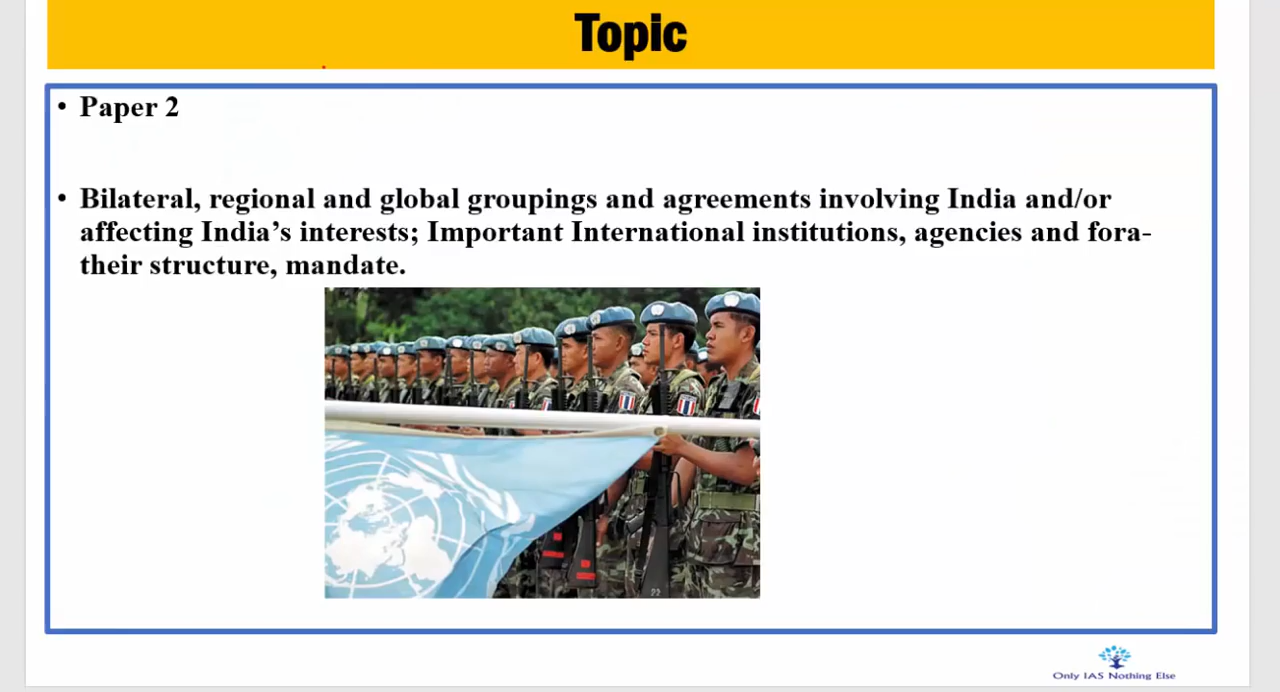 Topic
• Paper 2
• Bilateral, regional and global groupings and agreements involving India and/or
affecting India’s interests; Important International institutions, agencies and fora-
their structure, mandate.
22
Only IAS Nothing Else